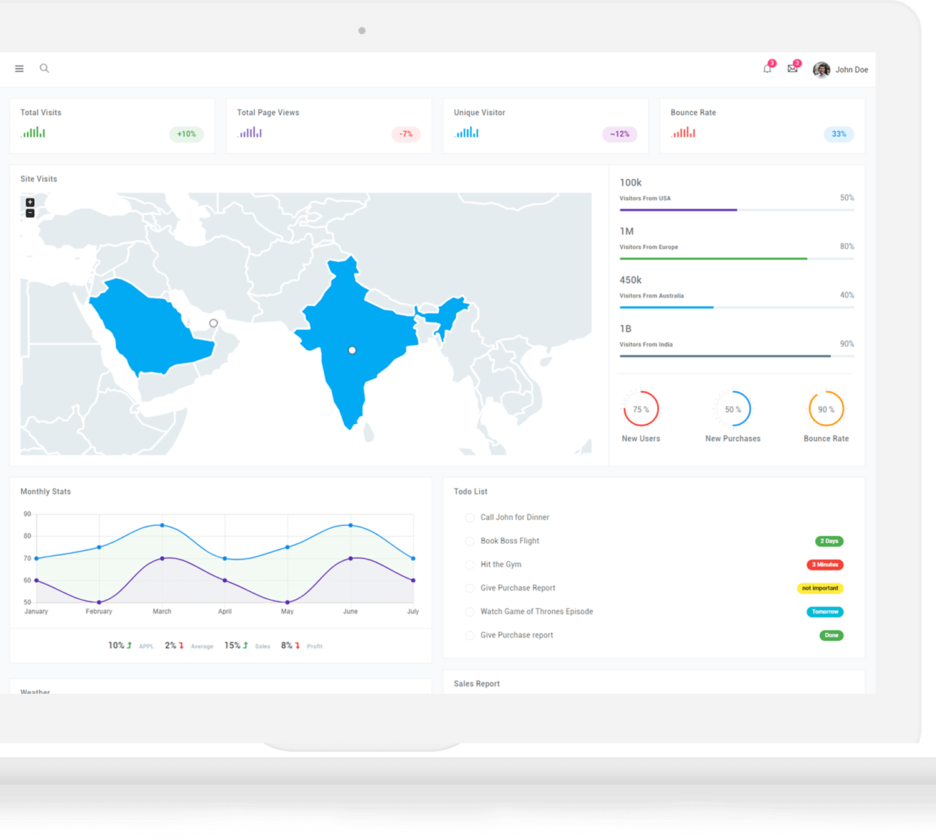 3 3 John Doe
Total Visits
+10%
Total Page Views
-7%
Unique Visitor
~12%
Bounce Rate
33%
Site Visits
+
-
100k
Visitors From USA 50%
1M
Visitors From Europe 80%
450k
Visitors From Australia 40%
1B
Visitors From India 90%
75 %
New Users
50 %
New Purchases
90 %
Bounce Rate
Monthly Stats
90
80
70
60
50
January February March April May June July
10% APPL 2% Average 15% Sales 8% Profit
Todo List
Call John for Dinner
Book Boss Flight 2 Days
Hit the Gym 3 Minutes
Give Purchase Report not important
Watch Game of Thrones Episode Tomorrow
Give Purchase report Done
Weather
Sales Report